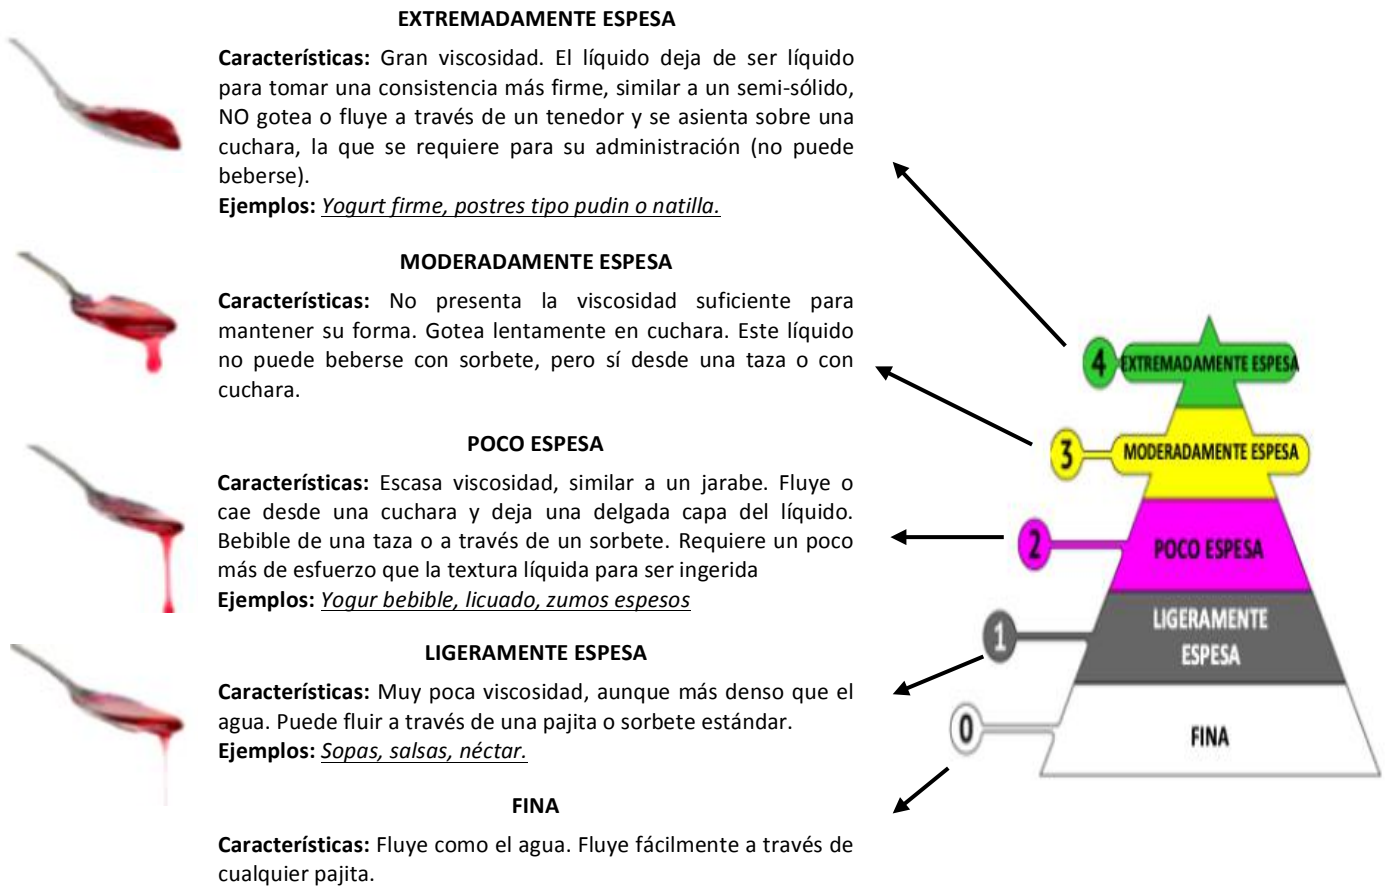 EXTREMADAMENTE ESPESA
Características: Gran viscosidad. El líquido deja de ser líquido
para tomar una consistencia más firme, similar a un semi-sólido,
NO gotea o fluye a través de un tenedor y se asienta sobre una
cuchara, la que se requiere para su administración (no puede
beberse).
Ejemplos: Yogurt firme, postres tipo pudin o natilla.
MODERADAMENTE ESPESA
Características: No presenta la viscosidad suficiente para
mantener su forma. Gotea lentamente en cuchara. Este líquido
no puede beberse con sorbete, pero sí desde una taza o con
cuchara.
POCO ESPESA
Características: Escasa viscosidad, similar a un jarabe. Fluye o
cae desde una cuchara y deja una delgada capa del líquido.
Bebible de una taza o a través de un sorbete. Requiere un poco
más de esfuerzo que la textura líquida para ser ingerida
Ejemplos: Yogur bebible, licuado, zumos espesos
LIGERAMENTE ESPESA
Características: Muy poca viscosidad, aunque más denso que el
agua. Puede fluir a través de una pajita o sorbete estándar.
Ejemplos: Sopas, salsas, néctar.
FINA
Características: Fluye como el agua. Fluye fácilmente a través de
cualquier pajita.
4 EXTREMADAMENTE ESPESA
3 MODERADAMENTE ESPESA
2 POCO ESPESA
1 LIGERAMENTE
ESPESA
0 FINA